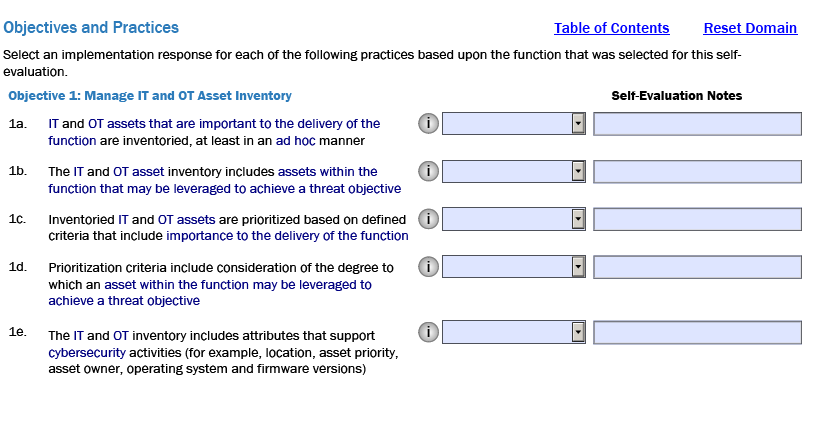 Objectives and Practices
Table of Contents
Reset Domain
Select an implementation response for each of the following practices based upon the function that was selected for this self-
evaluation.
Objective 1: Manage IT and OT Asset Inventory
Self-Evaluation Notes
1a. IT and OT assets that are important to the delivery of the
function are inventoried, at least in an ad hoc manner
i
1b. The IT and OT asset inventory includes assets within the
function that may be leveraged to achieve a threat objective
i
1c. Inventoried IT and OT assets are prioritized based on defined
criteria that include importance to the delivery of the function
i
1d. Prioritization criteria include consideration of the degree to
which an asset within the function may be leveraged to
achieve a threat objective
i
1e. The IT and OT inventory includes attributes that support
cybersecurity activities (for example, location, asset priority,
asset owner, operating system and firmware versions)
i